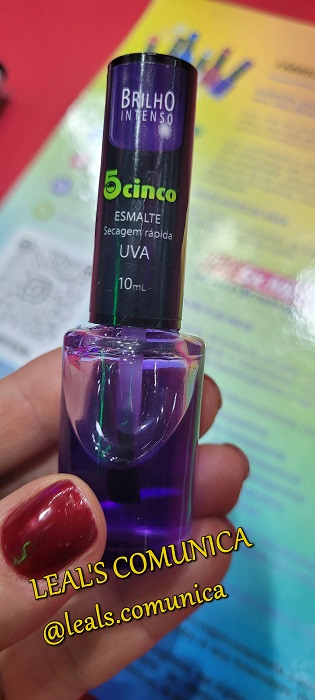 BRILHO
INTENSO
5cinco
ESMALTE
Secagem rápida
UVA
10mL
LEAL'S COMUNICA
@leals.comunica